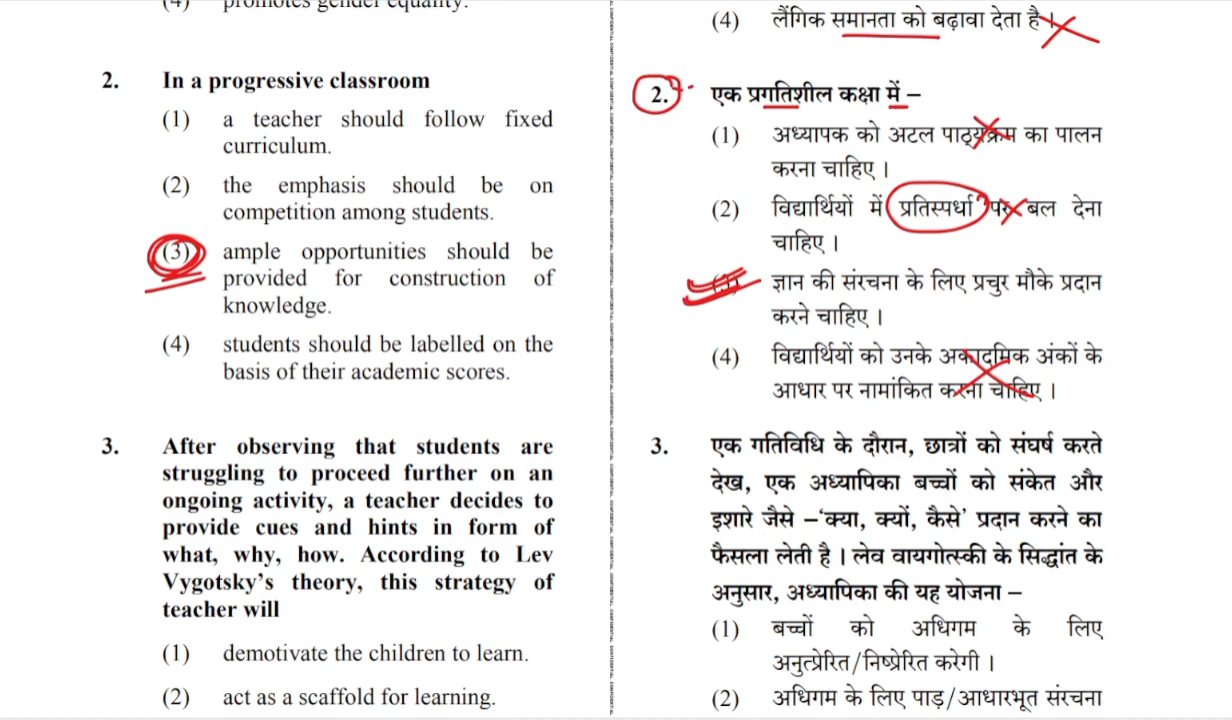 (4) promotes gender equality.
2. In a progressive classroom
(1) a teacher should follow fixed
curriculum.
(2) the emphasis should be on
competition among students.
(3) ample opportunities should be
provided for construction of
knowledge.
(4) students should be labelled on the
basis of their academic scores.
3. After observing that students are
struggling to proceed further on an
ongoing activity, a teacher decides to
provide cues and hints in form of
what, why, how. According to Lev
Vygotsky's theory, this strategy of
teacher will
(1) demotivate the children to learn.
(2) act as a scaffold for learning.
(4) लैंगिक समानता को बढ़ावा देता है।
2. एक प्रगतिशील कक्षा में –
(1) अध्यापक को अटल पाठ्यक्रम का पालन
करना चाहिए।
(2) विद्यार्थियों में प्रतिस्पर्धा पर बल देना
चाहिए।
(3) ज्ञान की संरचना के लिए प्रचुर मौके प्रदान
करने चाहिए।
(4) विद्यार्थियों को उनके अकादमिक अंकों के
आधार पर नामांकित करना चाहिए।
3. एक गतिविधि के दौरान, छात्रों को संघर्ष करते
देख, एक अध्यापिका बच्चों को संकेत और
इशारे जैसे –‘क्या, क्यों, कैसे’ प्रदान करने का
फैसला लेती है। लेव वायगोत्स्की के सिद्धांत के
अनुसार, अध्यापिका की यह योजना –
(1) बच्चों को अधिगम के लिए
अनुत्प्रेरित/निष्प्रेरित करेगी।
(2) अधिगम के लिए पाड़/आधारभूत संरचना